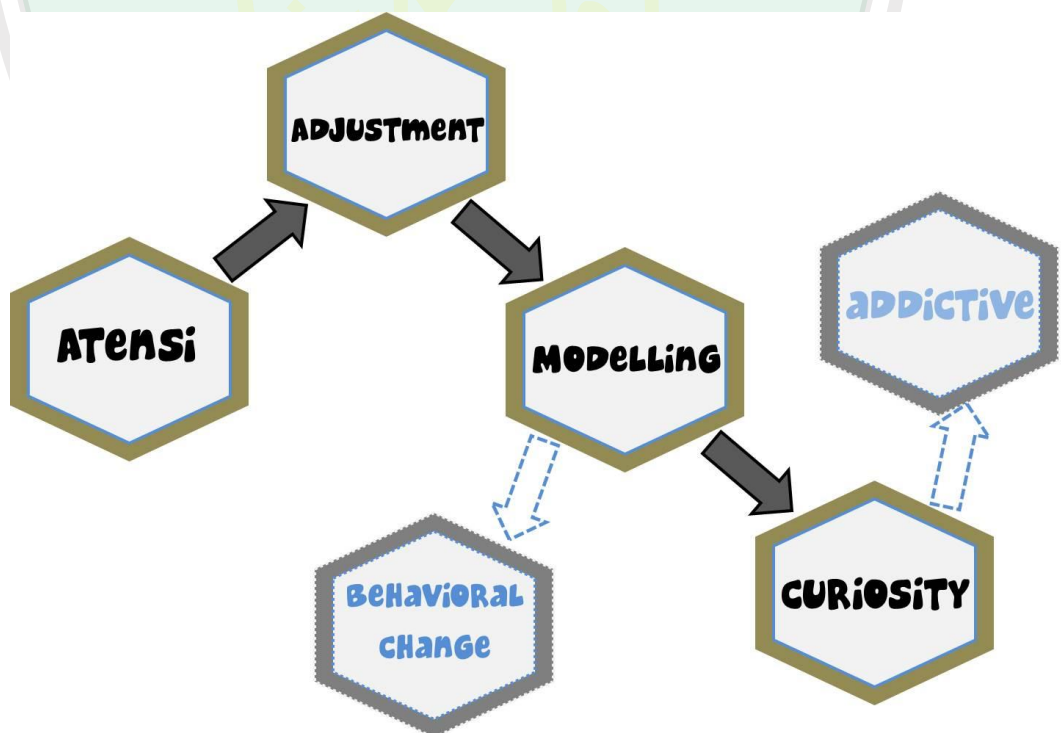 ADJUSTMENT
ATENSI
MODELLING
ADDICTIVE
BEHAVIORAL
CHANGE
CURIOSITY